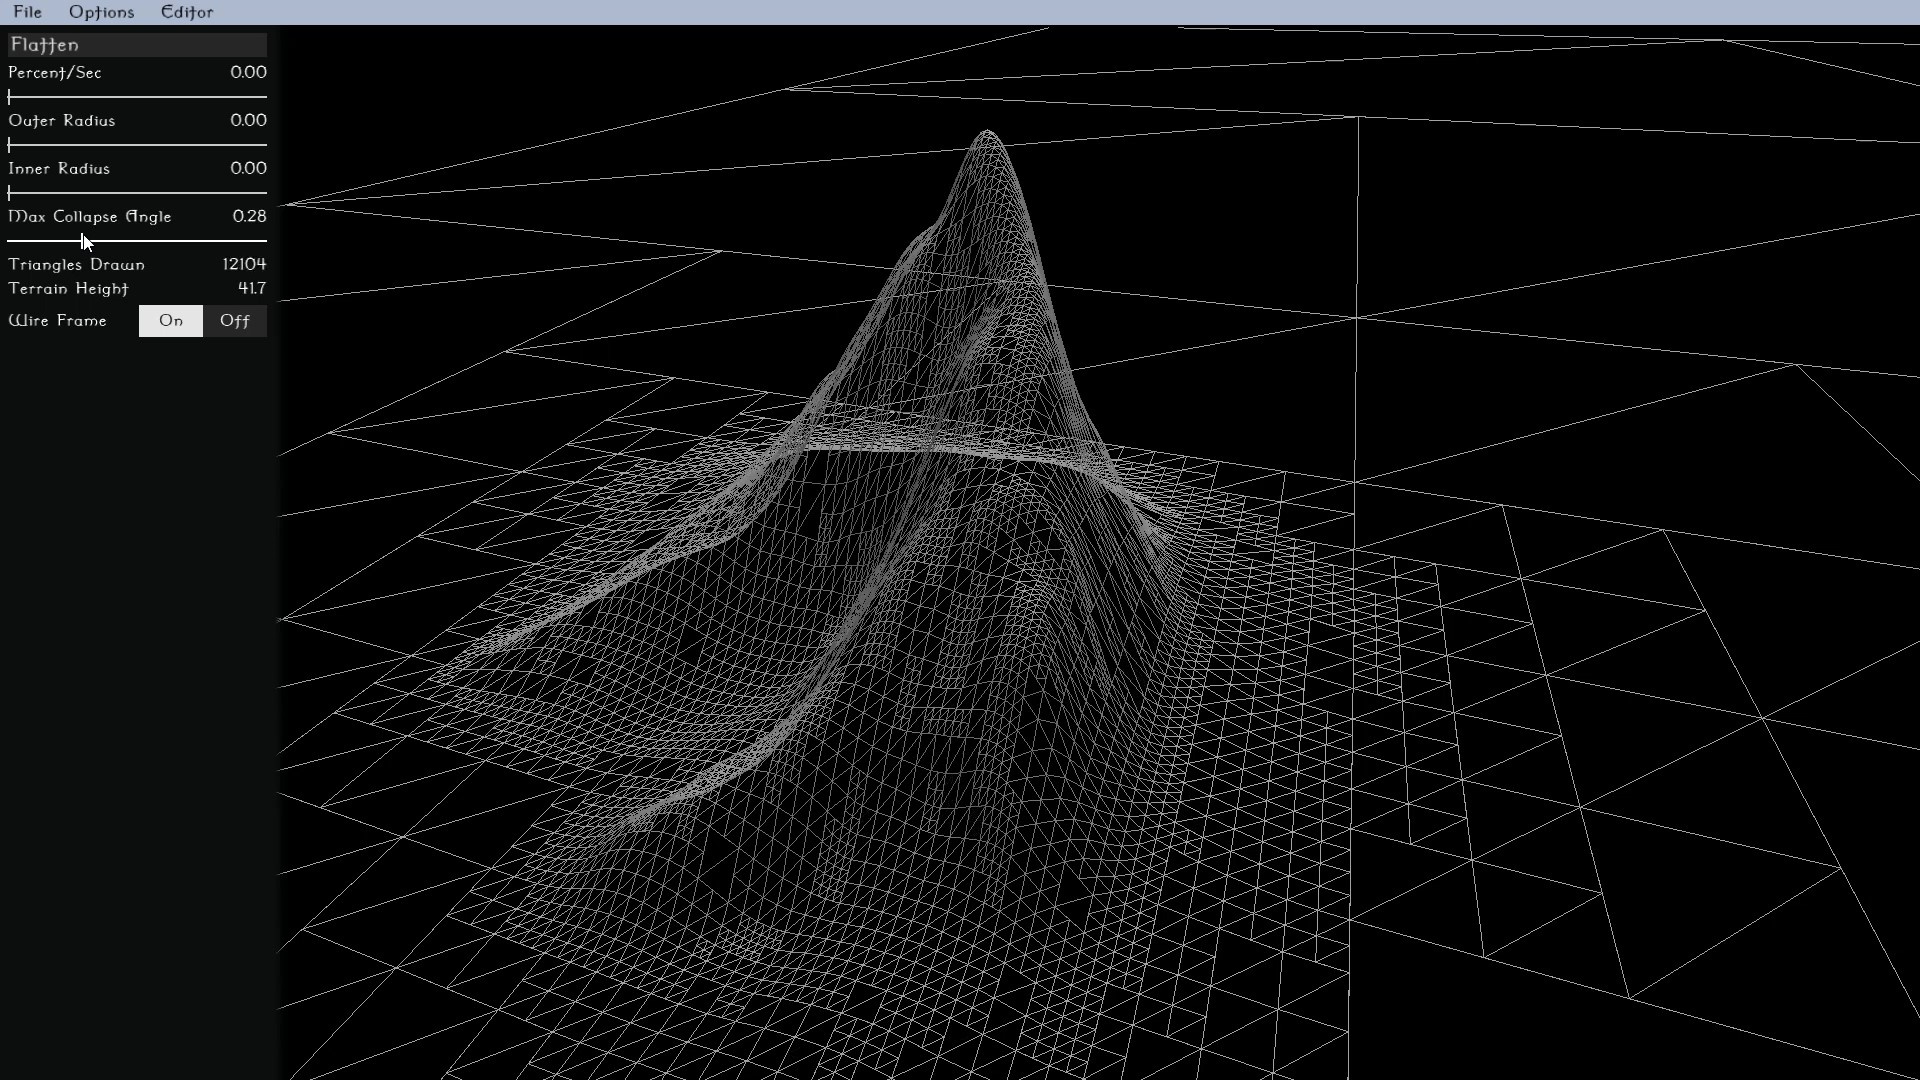 File Options Editor
Flatten
Percent/Sec 0.00
Outer Radius 0.00
Inner Radius 0.00
Max Collapse Angle 0.28
Triangles Drawn 12104
Terrain Height 41.7
Wire Frame On Off